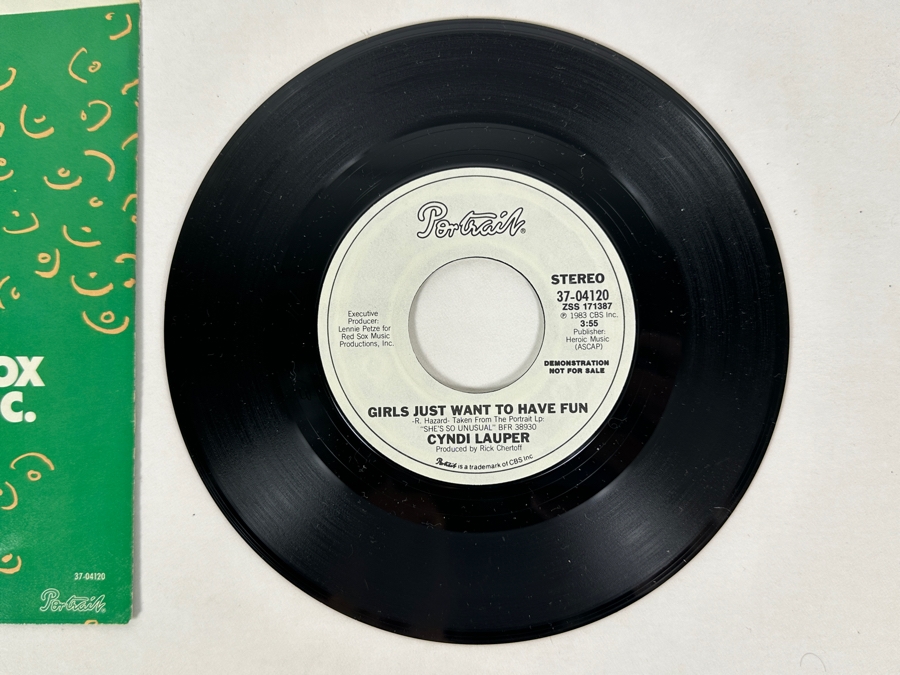 OX
C.
37-04120
Portrait®
Portrait®
STEREO
37-04120
ZSS 171387
℗ 1983 CBS Inc.
3:55
Publisher:
Heroic Music
(ASCAP)
Executive
Producer:
Lennie Petze for
Red Sox Music
Productions, Inc.
DEMONSTRATION
NOT FOR SALE
GIRLS JUST WANT TO HAVE FUN
-R. Hazard- Taken From The Portrait Lp:
"SHE'S SO UNUSUAL" BFR 38930
CYNDI LAUPER
Produced by Rick Chertoff
Portrait is a trademark of CBS Inc